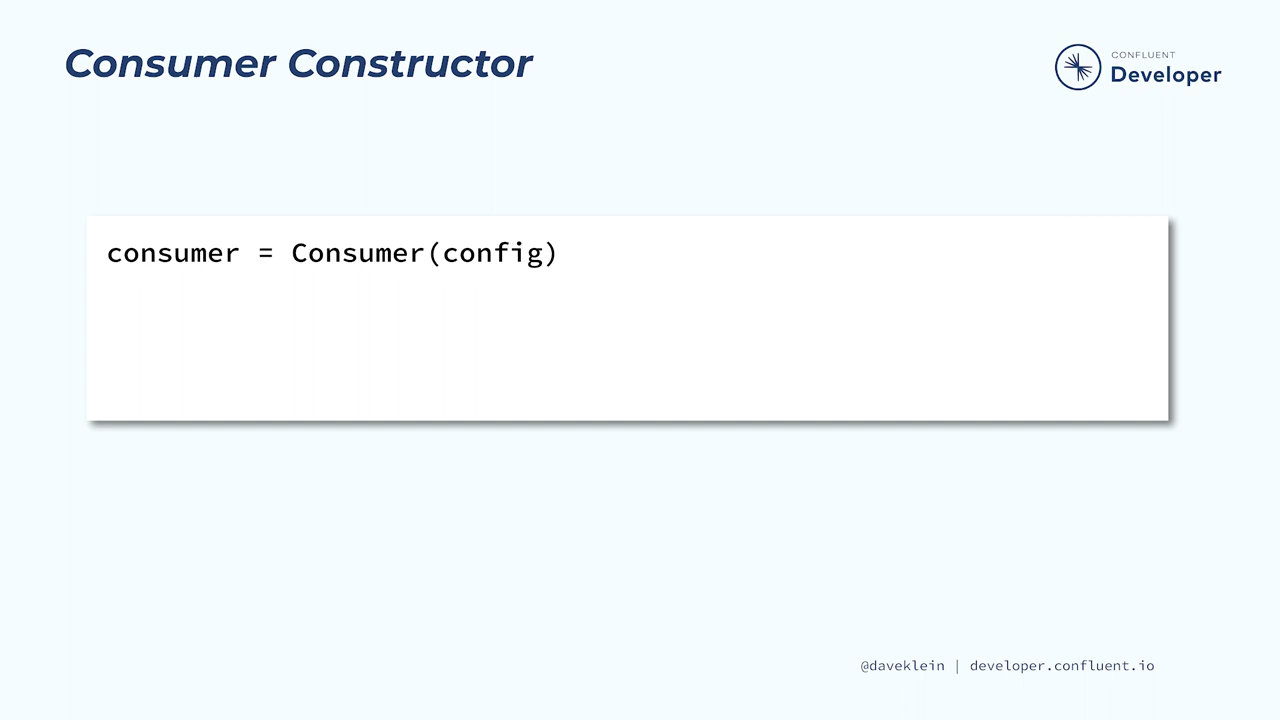 Consumer Constructor
CONFLUENT
Developer
consumer = Consumer(config)
@daveklein | developer.confluent.io